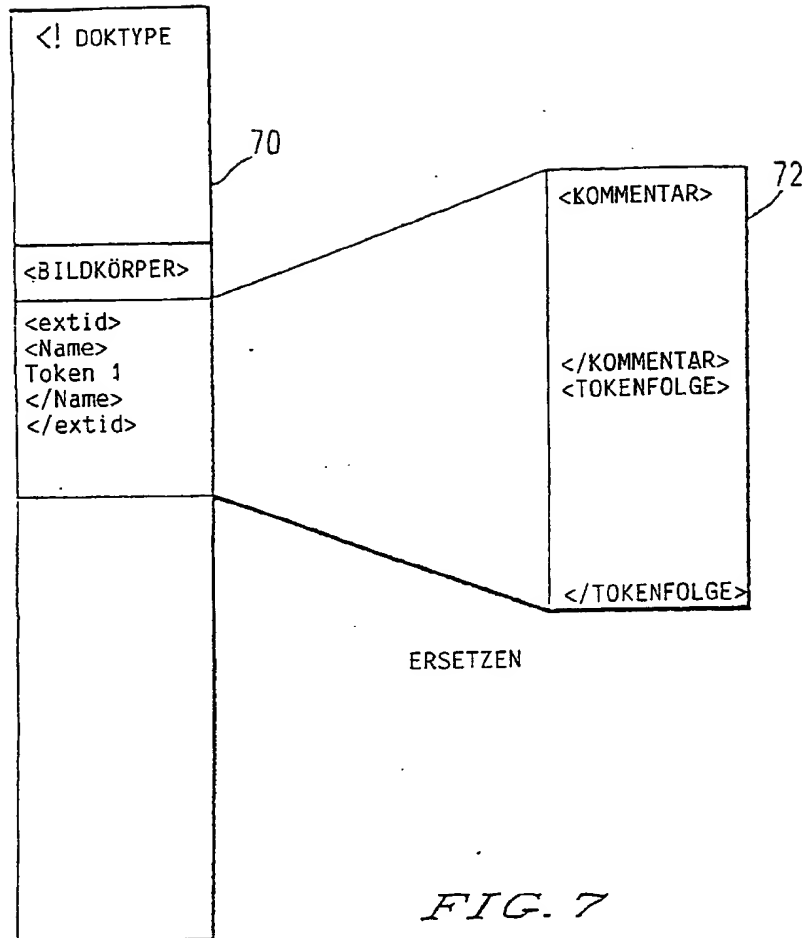 <! DOKTYPE
70
<BILDKÖRPER>
<extid>
<Name>
Token 1
</Name>
</extid>
72
<KOMMENTAR>
</KOMMENTAR>
<TOKENFOLGE>
</TOKENFOLGE>
ERSETZEN
FIG. 7